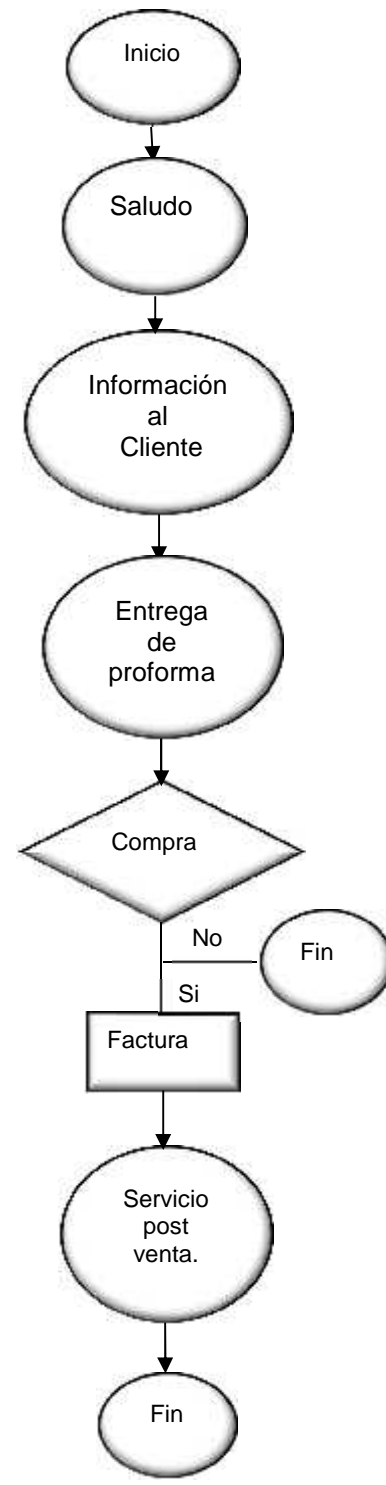 Inicio
Saludo
Información
al
Cliente
Entrega
de
proforma
Compra
No
Fin
Si
Factura
Servicio
post
venta.
Fin